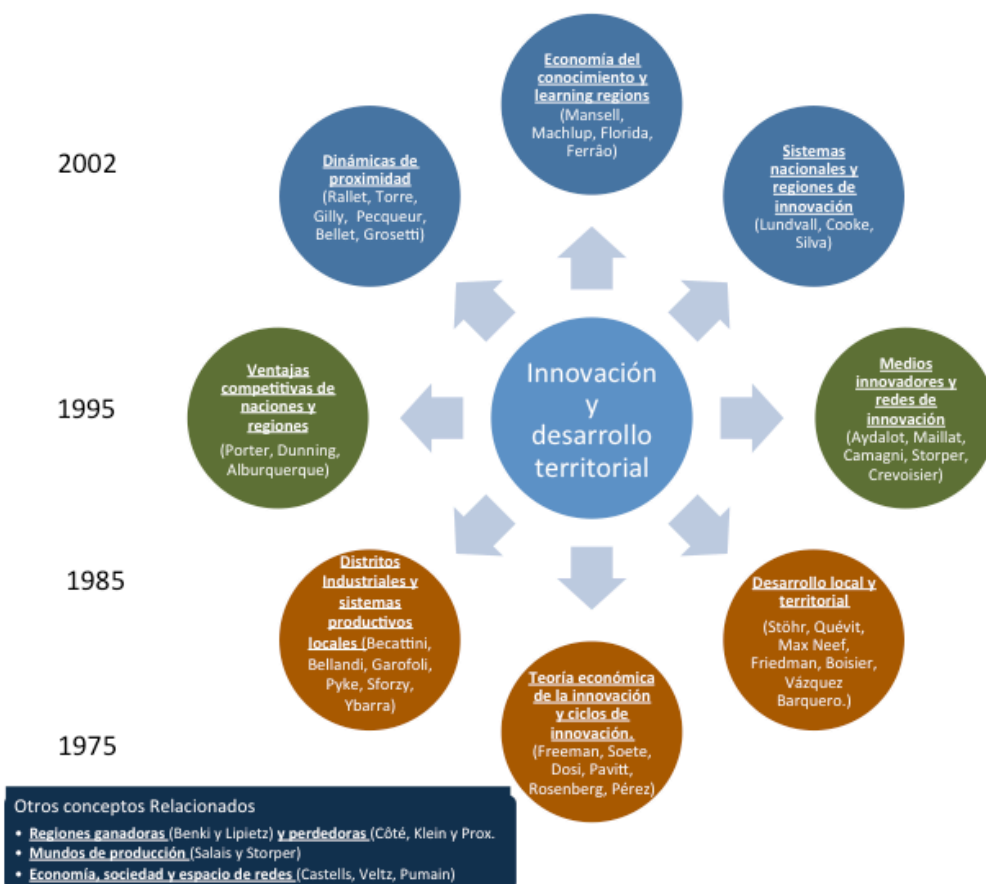 Economía del
conocimiento y
learning regions
(Mansell,
Machlup, Florida,
Ferrâo)
2002
Dinámicas de
proximidad
(Rallet, Torre,
Gilly, Pecqueur,
Bellet, Grosetti)
Sistemas
nacionales y
regiones de
innovación
(Lundvall, Cooke,
Silva)
1995
Ventajas
competitivas de
naciones y
regiones
(Porter, Dunning,
Alburquerque)
Innovación
y
desarrollo
territorial
Medios
innovadores y
redes de
innovación
(Aydalot, Maillat,
Camagni, Storper,
Crevoisier)
1985
Distritos
Industriales y
sistemas
productivos
locales (Becattini,
Bellandi, Garofoli,
Pyke, Sforzy,
Ybarra)
Desarrollo local y
territorial
(Stöhr, Quévit,
Max Neef,
Friedman, Boisier,
Vázquez
Barquero.)
1975
Teoría económica
de la innovación
y ciclos de
innovación.
(Freeman, Soete,
Dosi, Pavitt,
Rosenberg, Pérez)
Otros conceptos Relacionados
• Regiones ganadoras (Benki y Lipietz) y perdedoras (Côté, Klein y Prox.
• Mundos de producción (Salais y Storper)
• Economía, sociedad y espacio de redes (Castells, Veltz, Pumain)